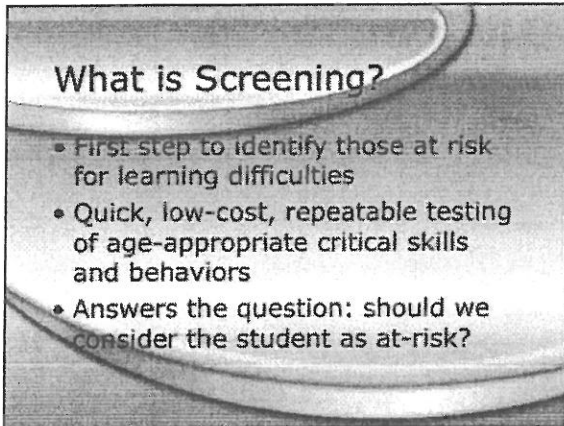 What is Screening?
• First step to identify those at risk
for learning difficulties
• Quick, low-cost, repeatable testing
of age-appropriate critical skills
and behaviors
• Answers the question: should we
consider the student as at-risk?